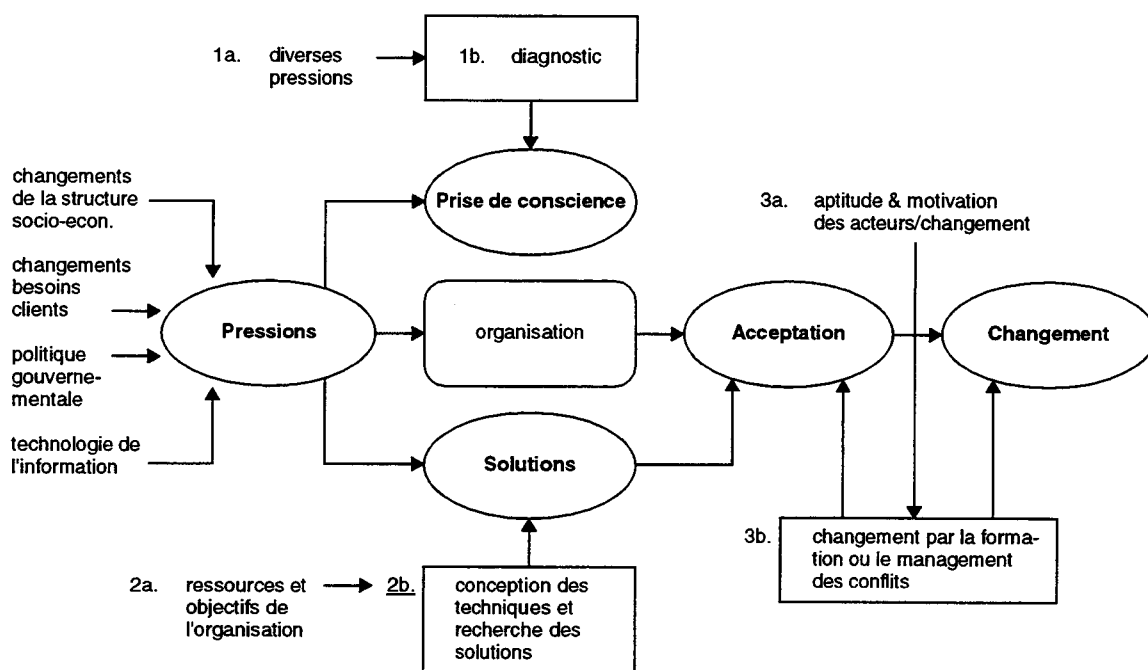 1a. diverses
pressions
1b. diagnostic
changements
de la structure
socio-econ.
Prise de conscience
3a. aptitude & motivation
des acteurs/changement
changements
besoins
clients
Pressions
organisation
Acceptation
Changement
politique
gouverne-
mentale
technologie de
l'information
Solutions
3b. changement par la forma-
tion ou le management
des conflits
2a. ressources et
objectifs de
l'organisation
2b. conception des
techniques et
recherche des
solutions